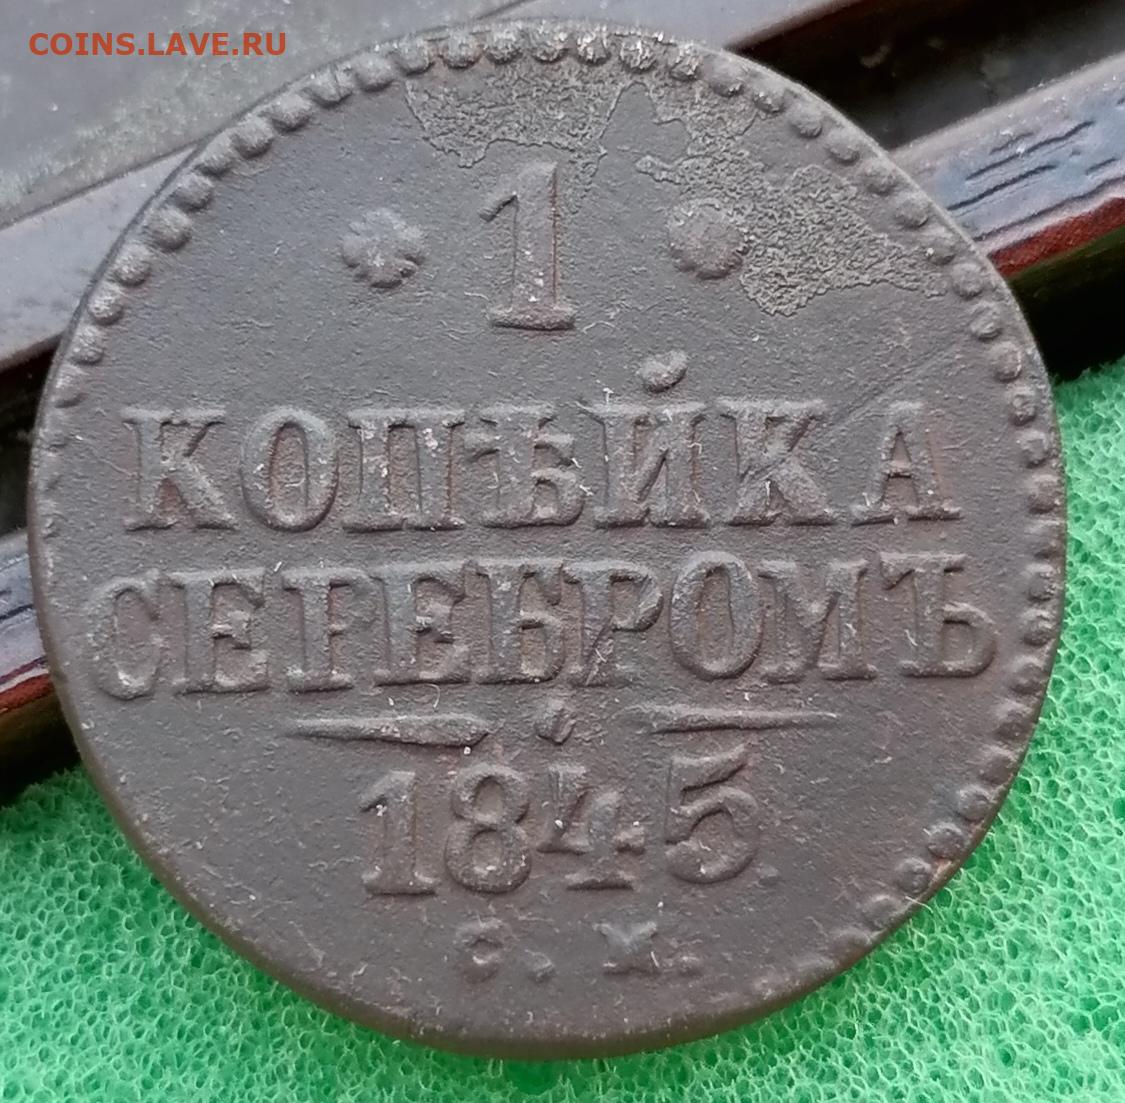 COINS.LAVE.RU
1
КОПѢЙКА
СЕРЕБРОМЪ
1845
С. М.